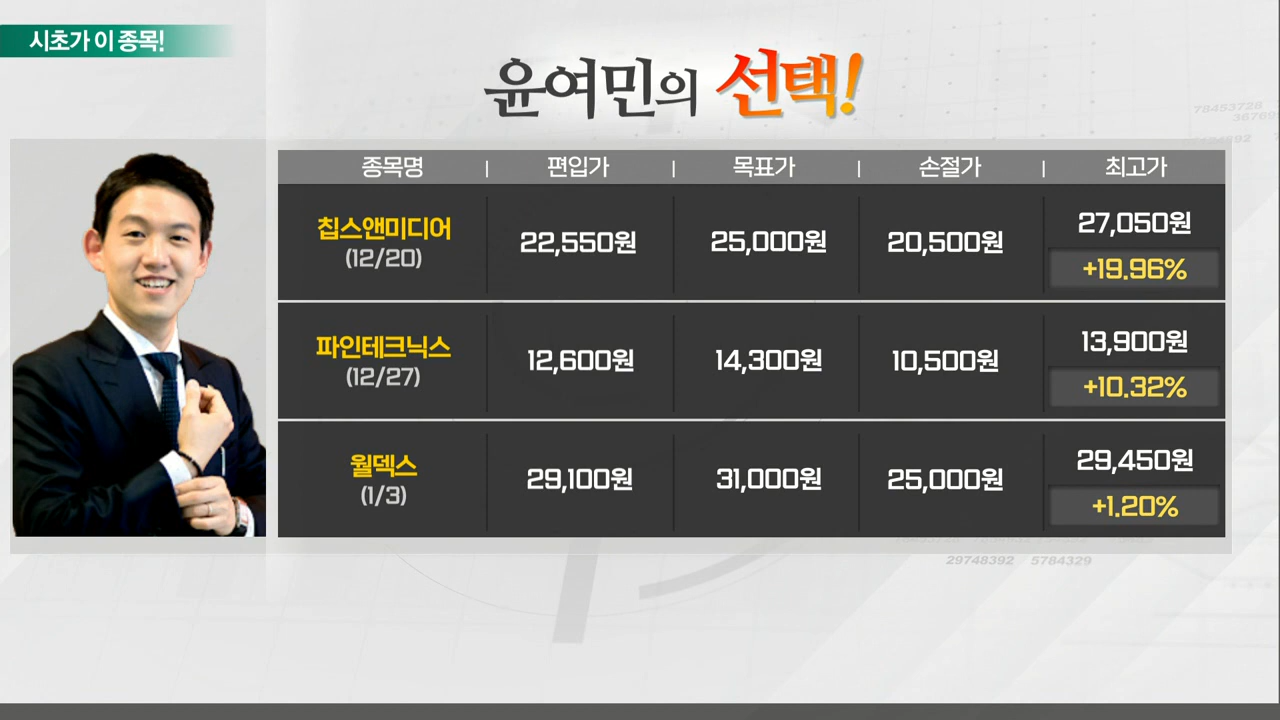 시초가 이 종목!
윤여민의 선택!
78453728
종목명 | 편입가 | 목표가 | 손절가 | 최고가
칩스앤미디어 22,550원 25,000원 20,500원 27,050원
(12/20) +19.96%
파인테크닉스 12,600원 14,300원 10,500원 13,900원
(12/27) +10.32%
월덱스 29,100원 31,000원 25,000원 29,450원
(1/3) +1.20%
29748392 5784329